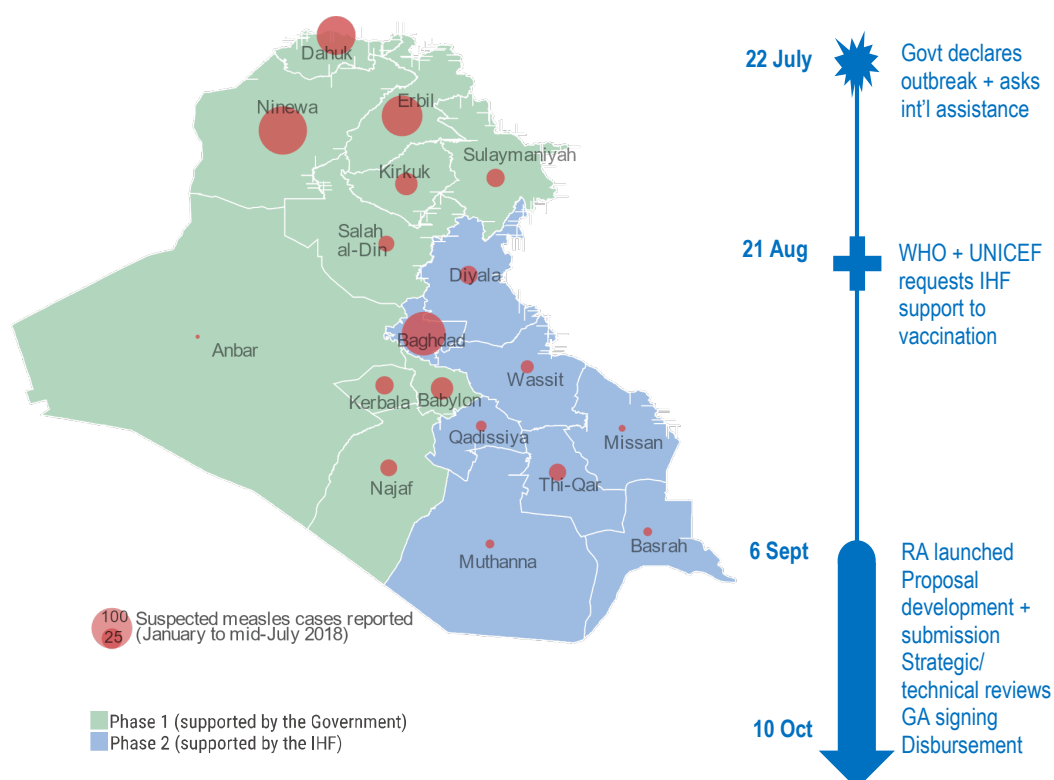 Dahuk
Ninewa
Erbil
Sulaymaniyah
Kirkuk
Salah
al-Din
Diyala
Anbar
Baghdad
Wassit
Kerbala
Babylon
Qadissiya
Missan
Najaf
Thi-Qar
Muthanna
Basrah
100
25
Suspected measles cases reported
(January to mid-July 2018)
Phase 1 (supported by the Government)
Phase 2 (supported by the IHF)
22 July
Govt declares
outbreak + asks
int'l assistance
21 Aug
WHO + UNICEF
requests IHF
support to
vaccination
6 Sept
RA launched
Proposal
development +
submission
Strategic/
technical reviews
GA signing
10 Oct
Disbursement